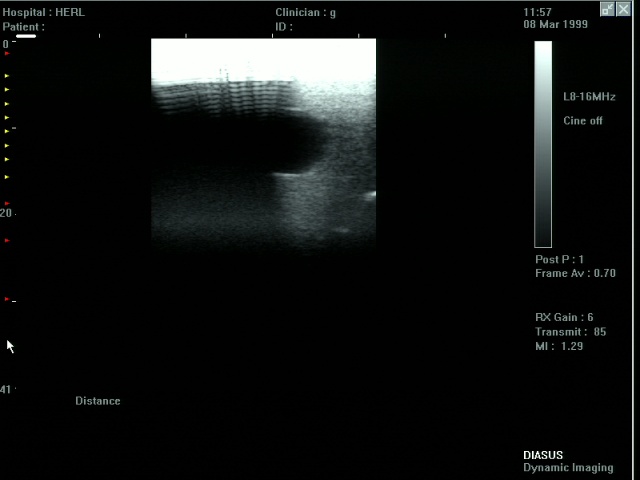 Hospital : HERL
Clinician : g
11:57
Patient :
ID :
08 Mar 1999
0
L8-16MHz
Cine off
20
Post P : 1
Frame Av : 0.70
RX Gain : 6
Transmit : 85
MI : 1.29
41
Distance
DIASUS
Dynamic Imaging